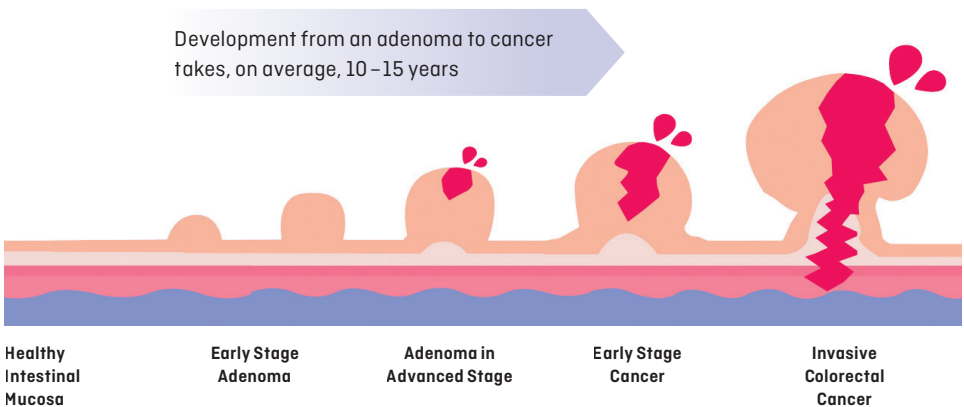 Development from an adenoma to cancer
takes, on average, 10–15 years
Healthy
Intestinal
Mucosa
Early Stage
Adenoma
Adenoma in
Advanced Stage
Early Stage
Cancer
Invasive
Colorectal
Cancer